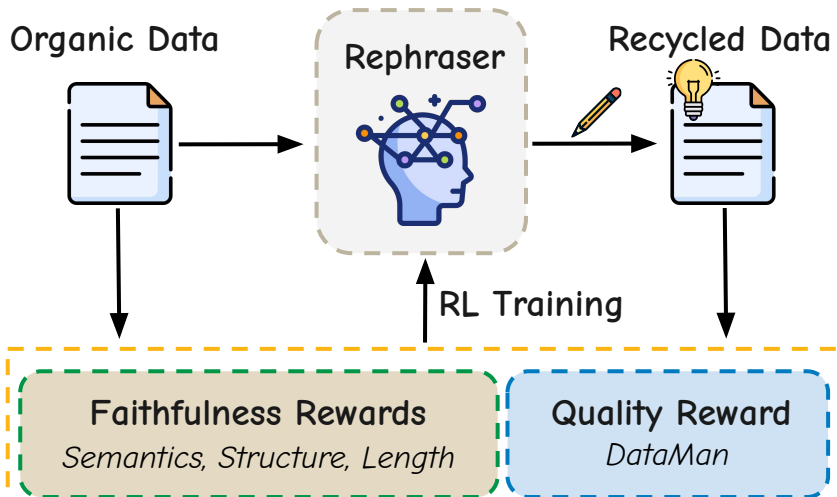 Organic Data
Rephraser
Recycled Data
RL Training
Faithfulness Rewards
Semantics, Structure, Length
Quality Reward
DataMan